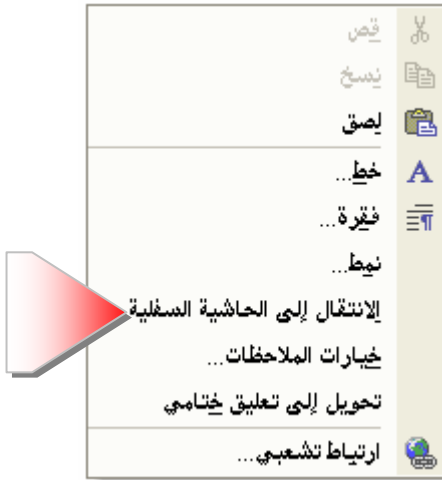 قص
نسخ
لصق
خط...
فقرة...
نمط...
الانتقال إلى الحاشية السفلية
خيارات الملاحظات...
تحويل إلى تعليق ختامي
ارتباط تشعبي...